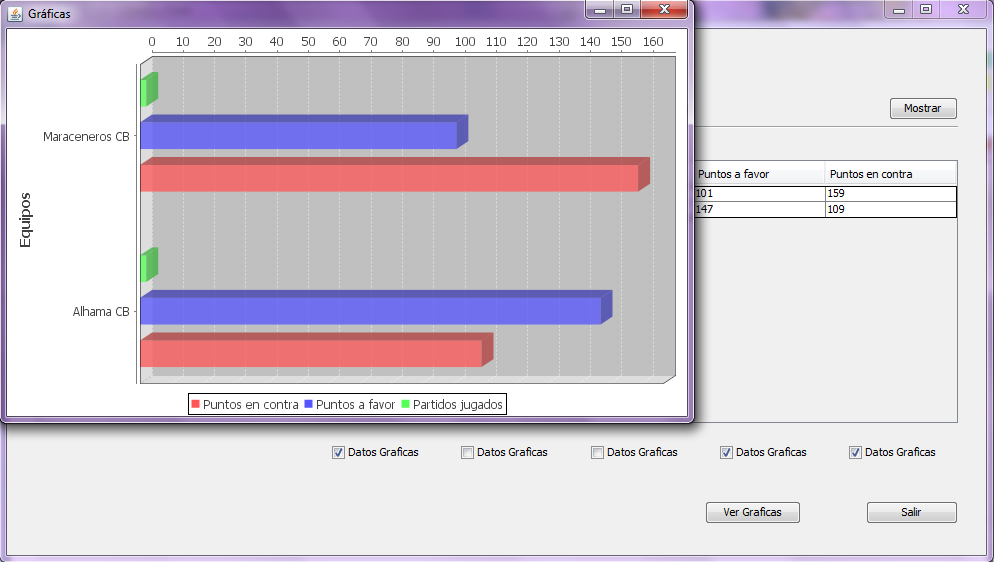 Gráficas
0 10 20 30 40 50 60 70 80 90 100 110 120 130 140 150 160
Equipos
Maraceneros CB
Alhama CB
Puntos en contra Puntos a favor Partidos jugados
Mostrar
Puntos a favor Puntos en contra
101 159
147 109
Datos Graficas Datos Graficas Datos Graficas Datos Graficas Datos Graficas
Ver Graficas Salir